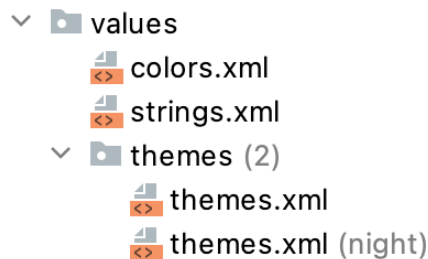 values
colors.xml
strings.xml
themes (2)
themes.xml
themes.xml (night)